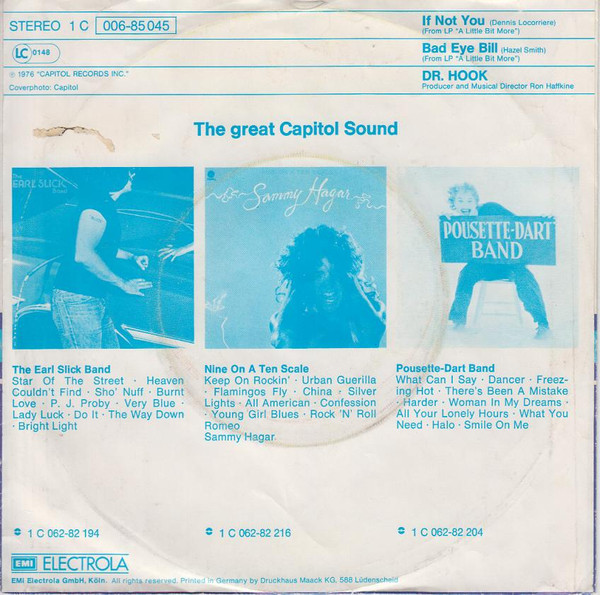 STEREO 1 C 006-85 045
LC 0148
℗ 1976 "CAPITOL RECORDS INC."
Coverphoto: Capitol
If Not You (Dennis Locorriere)
(From LP "A Little Bit More")
Bad Eye Bill (Hazel Smith)
(From LP "A Little Bit More")
DR. HOOK
Producer and Musical Director Ron Haffkine
The great Capitol Sound
The EARL SLICK Band
Sammy Hagar
POUSETTE-DART
BAND
The Earl Slick Band
Star Of The Street · Heaven
Couldn't Find · Sho' Nuff · Burnt
Love · P. J. Proby · Very Blue ·
Lady Luck · Do It · The Way Down
· Bright Light
1 C 062-82 194
Nine On A Ten Scale
Keep On Rockin' · Urban Guerilla
· Flamingos Fly · China · Silver
Lights · All American · Confession
· Young Girl Blues · Rock 'N' Roll
Romeo
Sammy Hagar
1 C 062-82 216
Pousette-Dart Band
What Can I Say · Dancer · Freez-
ing Hot · There's Been A Mistake
· Harder · Woman In My Dreams ·
All Your Lonely Hours · What You
Need · Halo · Smile On Me
1 C 062-82 204
EMI ELECTROLA
EMI Electrola GmbH, Köln. All rights reserved. Printed in Germany by Druckhaus Maack KG, 588 Lüdenscheid